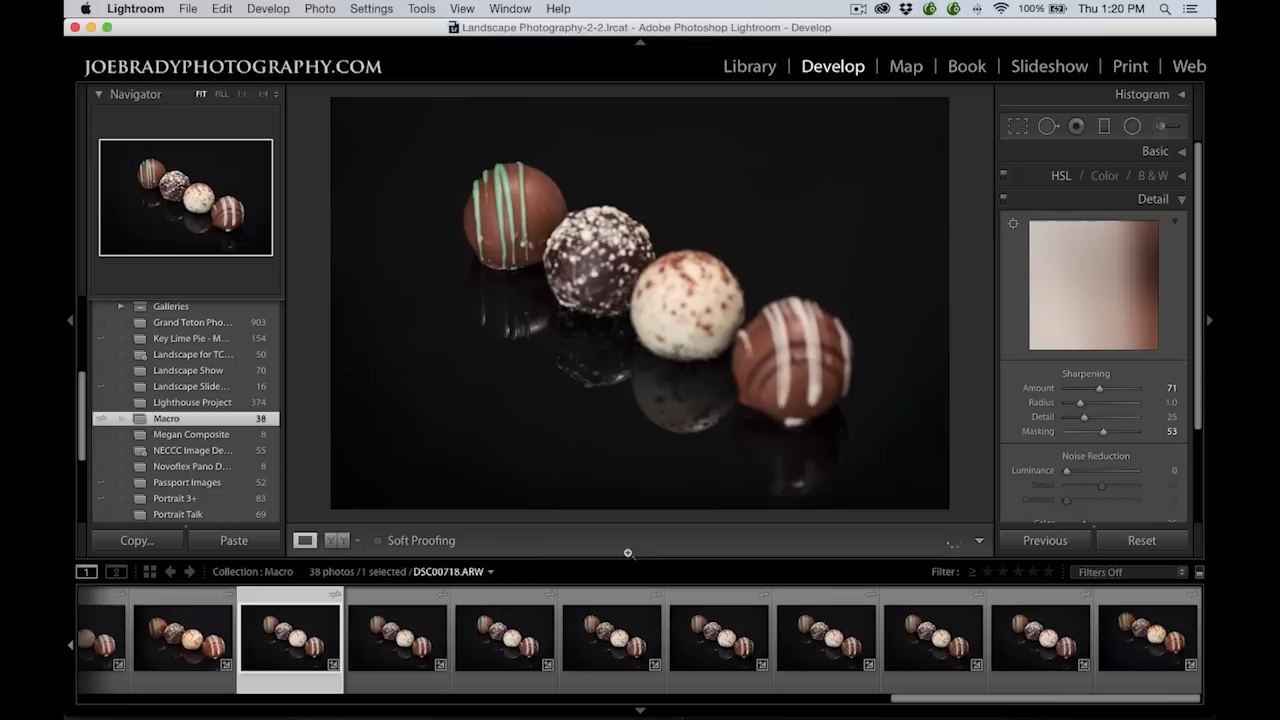 Lightroom File Edit Develop Photo Settings Tools View Window Help 100% Thu 1:20 PM
Landscape Photography-2-2.lrcat - Adobe Photoshop Lightroom - Develop
JOEBRADYPHOTOGRAPHY.COM Library | Develop | Map | Book | Slideshow | Print | Web
Navigator FIT FILL 1:1 1:4
Histogram
Basic
HSL / Color / B & W
Detail
Galleries
Grand Teton Pho... 903
Key Lime Pie - M... 154
Landscape for TC... 50
Landscape Show 70
Landscape Slide... 16
Lighthouse Project 374
Macro 38
Megan Composite 8
NECCC Image De... 55
Novoflex Pano D... 8
Passport Images 52
Portrait 3+ 83
Portrait Talk 69
Sharpening
Amount 71
Radius 1.0
Detail 25
Masking 53
Noise Reduction
Luminance 0
Detail
Contrast
Copy... Paste
Soft Proofing
Previous Reset
1 2 Collection : Macro 38 photos / 1 selected / DSC00718.ARW
Filter : ≥ ★★★★★ Filters Off